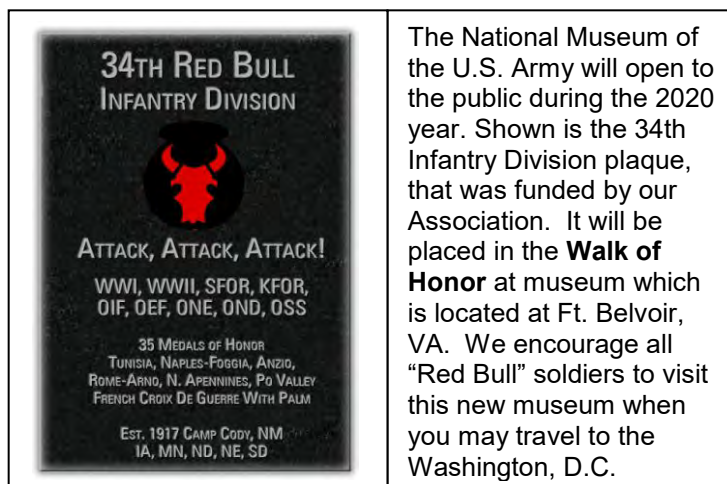 34TH RED BULL
INFANTRY DIVISION
ATTACK, ATTACK, ATTACK!
WWI, WWII, SFOR, KFOR,
OIF, OEF, ONE, OND, OSS
35 MEDALS OF HONOR
TUNISIA, NAPLES-FOGGIA, ANZIO,
ROME-ARNO, N. APENNINES, PO VALLEY
FRENCH CROIX DE GUERRE WITH PALM
EST. 1917 CAMP CODY, NM
IA, MN, ND, NE, SD
The National Museum of
the U.S. Army will open to
the public during the 2020
year. Shown is the 34th
Infantry Division plaque,
that was funded by our
Association.  It will be
placed in the Walk of
Honor at museum which
is located at Ft. Belvoir,
VA.  We encourage all
“Red Bull” soldiers to visit
this new museum when
you may travel to the
Washington, D.C.